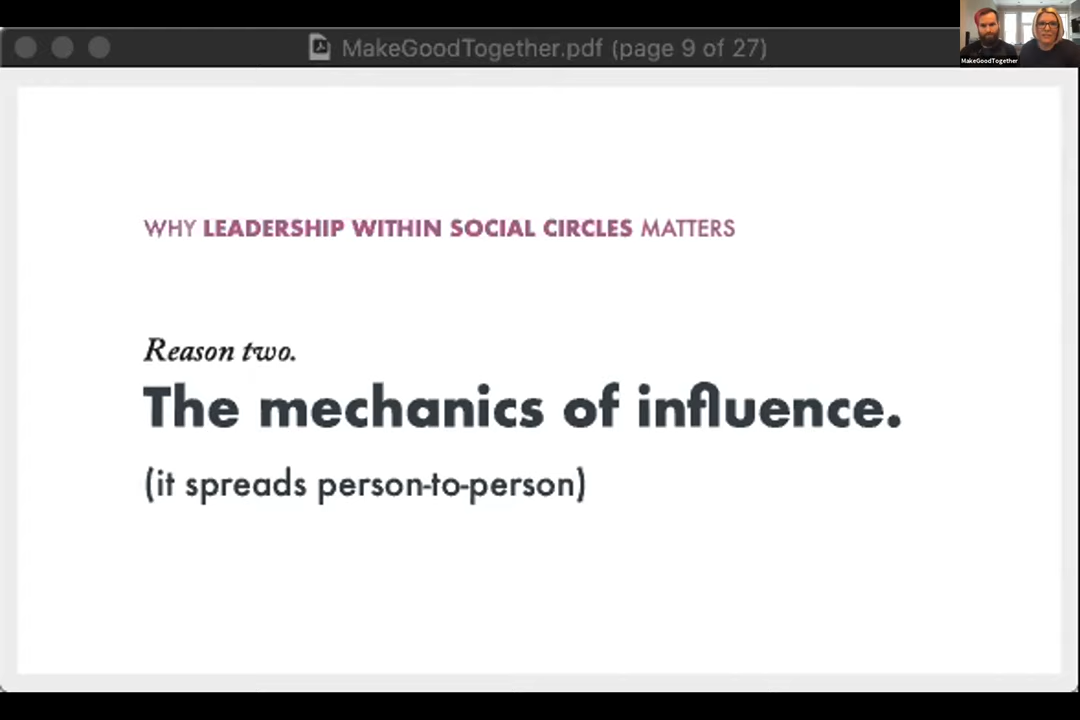 MakeGoodTogether.pdf (page 9 of 27)
MakeGoodTogether
WHY LEADERSHIP WITHIN SOCIAL CIRCLES MATTERS
Reason two.
The mechanics of influence.
(it spreads person-to-person)